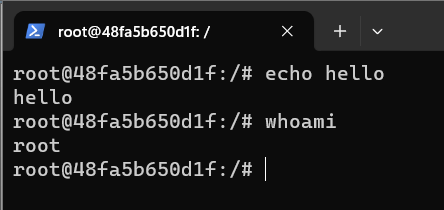 root@48fa5b650d1f: /
root@48fa5b650d1f:/# echo hello
hello
root@48fa5b650d1f:/# whoami
root
root@48fa5b650d1f:/#